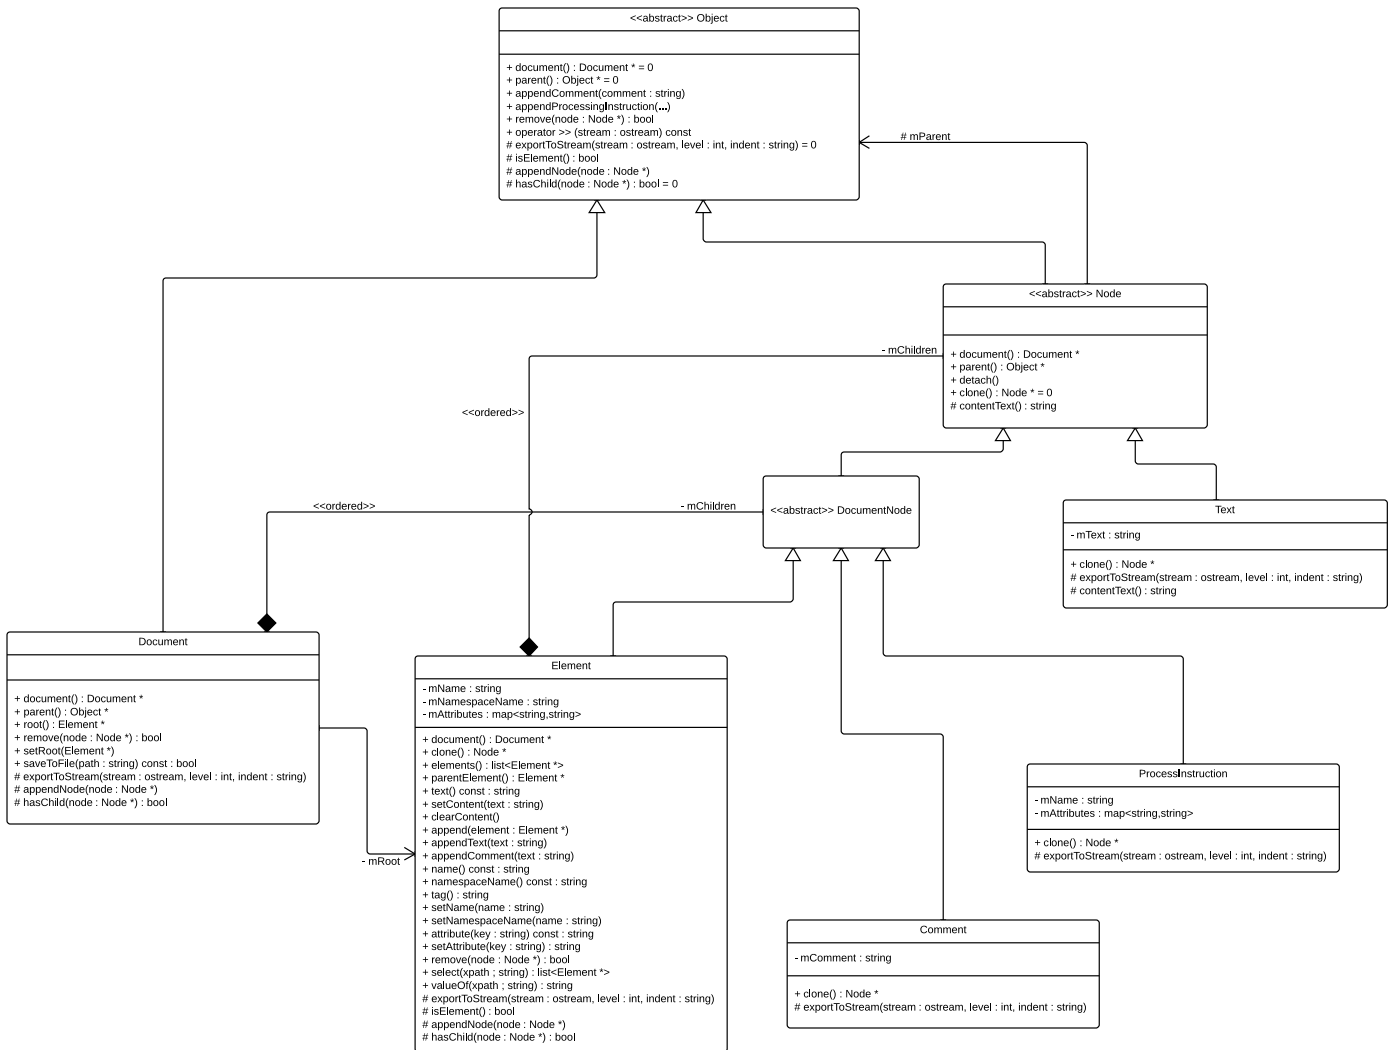 <<abstract>> Object
+ document() : Document * = 0
+ parent() : Object * = 0
+ appendComment(comment : string)
+ appendProcessingInstruction(...)
+ remove(node : Node *) : bool
+ operator >> (stream : ostream) const
# exportToStream(stream : ostream, level : int, indent : string) = 0
# isElement() : bool
# appendNode(node : Node *)
# hasChild(node : Node *) : bool = 0
# mParent
<<abstract>> Node
+ document() : Document *
+ parent() : Object *
+ detach()
+ clone() : Node * = 0
# contentText() : string
- mChildren
<<ordered>>
<<ordered>>
- mChildren
<<abstract>> DocumentNode
Text
- mText : string
+ clone() : Node *
# exportToStream(stream : ostream, level : int, indent : string)
# contentText() : string
Document
+ document() : Document *
+ parent() : Object *
+ root() : Element *
+ remove(node : Node *) : bool
+ setRoot(Element *)
+ saveToFile(path : string) const : bool
# exportToStream(stream : ostream, level : int, indent : string)
# appendNode(node : Node *)
# hasChild(node : Node *) : bool
- mRoot
Element
- mName : string
- mNamespaceName : string
- mAttributes : map<string,string>
+ document() : Document *
+ clone() : Node *
+ elements() : list<Element *>
+ parentElement() : Element *
+ text() const : string
+ setContent(text : string)
+ clearContent()
+ append(element : Element *)
+ appendText(text : string)
+ appendComment(text : string)
+ name() const : string
+ namespaceName() const : string
+ tag() : string
+ setName(name : string)
+ setNamespaceName(name : string)
+ attribute(key : string) const : string
+ setAttribute(key : string) : string
+ remove(node : Node *) : bool
+ select(xpath ; string) : list<Element *>
+ valueOf(xpath ; string) : string
# exportToStream(stream : ostream, level : int, indent : string)
# isElement() : bool
# appendNode(node : Node *)
# hasChild(node : Node *) : bool
ProcessInstruction
- mName : string
- mAttributes : map<string,string>
+ clone() : Node *
# exportToStream(stream : ostream, level : int, indent : string)
Comment
- mComment : string
+ clone() : Node *
# exportToStream(stream : ostream, level : int, indent : string)